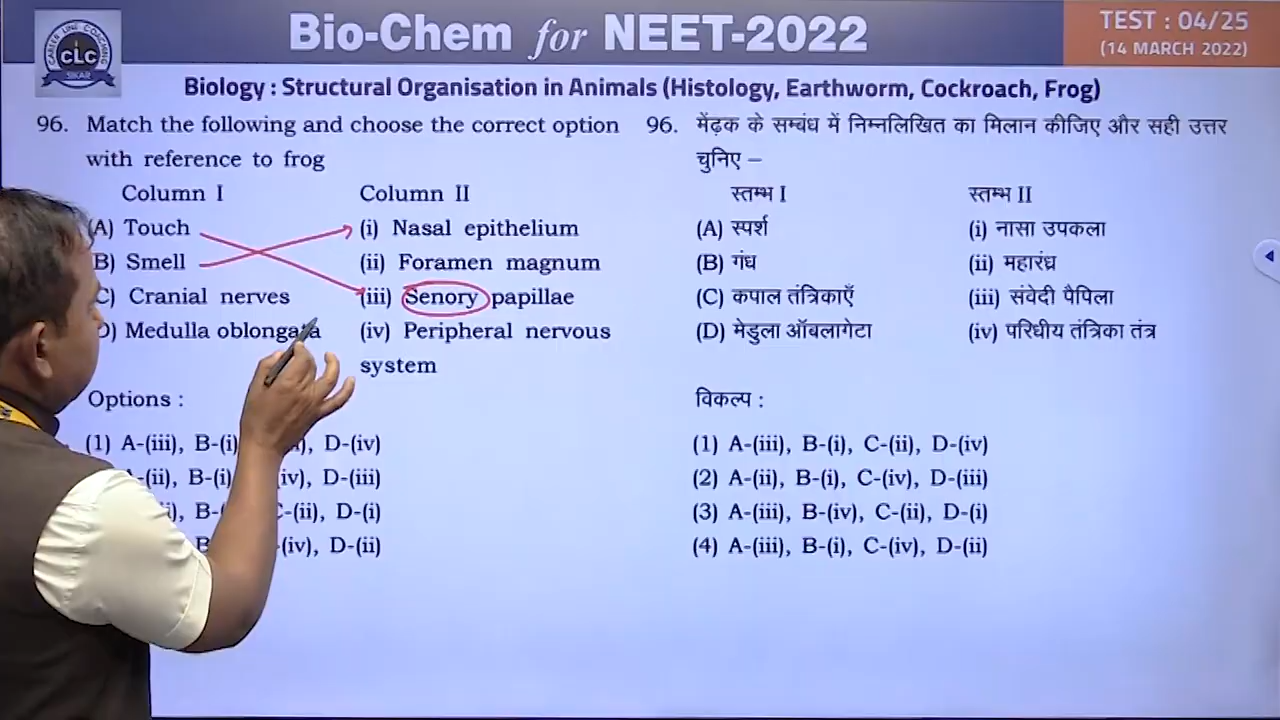 Bio-Chem for NEET-2022
TEST : 04/25
(14 MARCH 2022)
CAREER LINE COACHING
CLC
SIKAR
Biology : Structural Organisation in Animals (Histology, Earthworm, Cockroach, Frog)
96. Match the following and choose the correct option
with reference to frog
Column I Column II
(A) Touch (i) Nasal epithelium
B) Smell (ii) Foramen magnum
C) Cranial nerves (iii) Senory papillae
D) Medulla oblongata (iv) Peripheral nervous
system
Options :
(1) A-(iii), B-(i) ), D-(iv)
-(ii), B-(i) iv), D-(iii)
), B- -(ii), D-(i)
B -(iv), D-(ii)
96. मेंढ़क के सम्बंध में निम्नलिखित का मिलान कीजिए और सही उत्तर
चुनिए –
स्तम्भ I स्तम्भ II
(A) स्पर्श (i) नासा उपकला
(B) गंध (ii) महारंध्र
(C) कपाल तंत्रिकाएँ (iii) संवेदी पैपिला
(D) मेडुला ऑबलागेटा (iv) परिधीय तंत्रिका तंत्र
विकल्प :
(1) A-(iii), B-(i), C-(ii), D-(iv)
(2) A-(ii), B-(i), C-(iv), D-(iii)
(3) A-(iii), B-(iv), C-(ii), D-(i)
(4) A-(iii), B-(i), C-(iv), D-(ii)